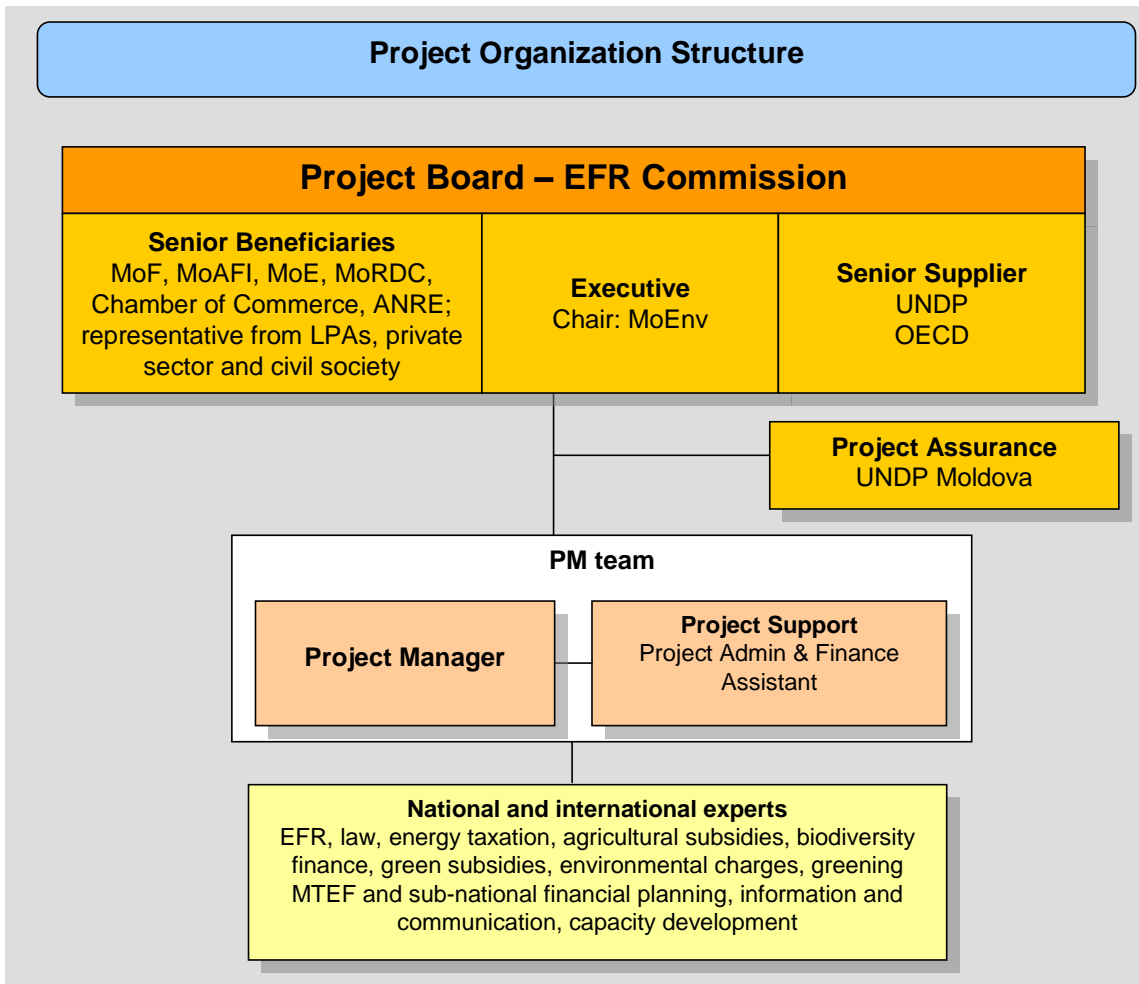 Project Organization Structure
Project Board – EFR Commission
Senior Beneficiaries
MoF, MoAFI, MoE, MoRDC,
Chamber of Commerce, ANRE;
representative from LPAs, private
sector and civil society
Executive
Chair: MoEnv
Senior Supplier
UNDP
OECD
Project Assurance
UNDP Moldova
PM team
Project Manager
Project Support
Project Admin & Finance
Assistant
National and international experts
EFR, law, energy taxation, agricultural subsidies, biodiversity
finance, green subsidies, environmental charges, greening
MTEF and sub-national financial planning, information and
communication, capacity development